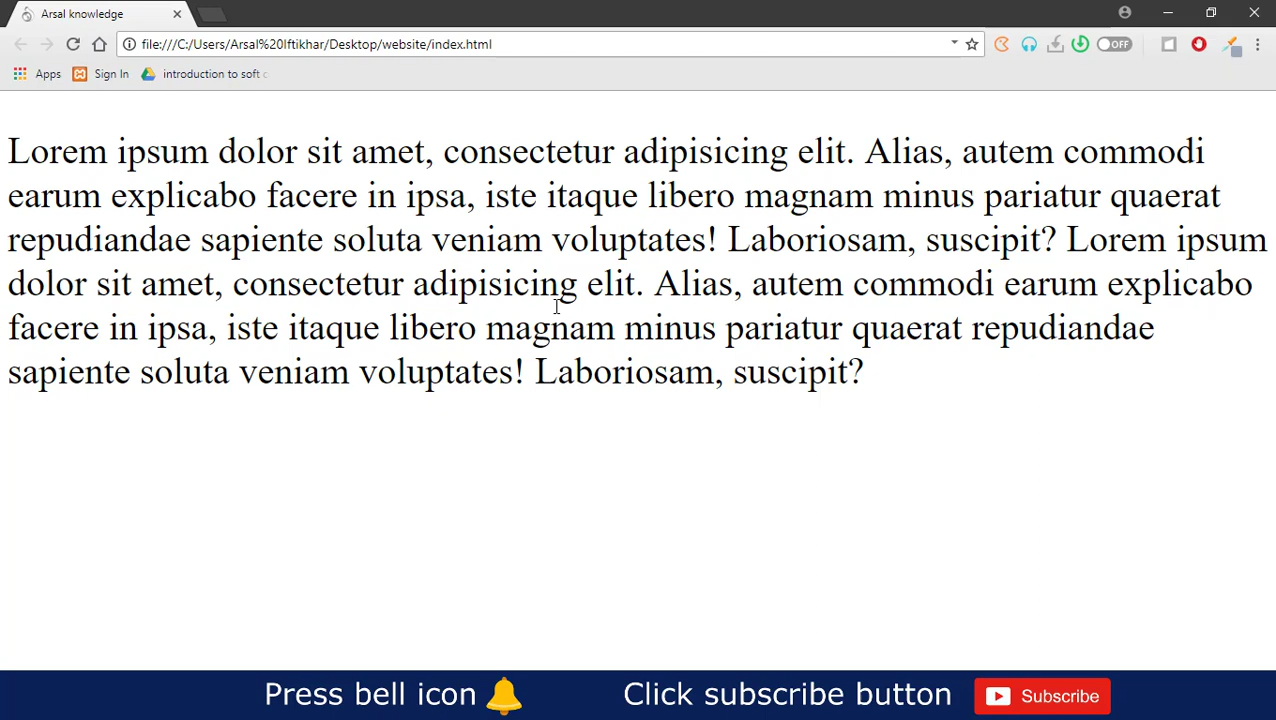 Arsal knowledge
file:///C:/Users/Arsal%20Iftikhar/Desktop/website/index.html
OFF
Apps Sign In introduction to soft c
Lorem ipsum dolor sit amet, consectetur adipisicing elit. Alias, autem commodi
earum explicabo facere in ipsa, iste itaque libero magnam minus pariatur quaerat
repudiandae sapiente soluta veniam voluptates! Laboriosam, suscipit? Lorem ipsum
dolor sit amet, consectetur adipisicing elit. Alias, autem commodi earum explicabo
facere in ipsa, iste itaque libero magnam minus pariatur quaerat repudiandae
sapiente soluta veniam voluptates! Laboriosam, suscipit?
Press bell icon Click subscribe button Subscribe